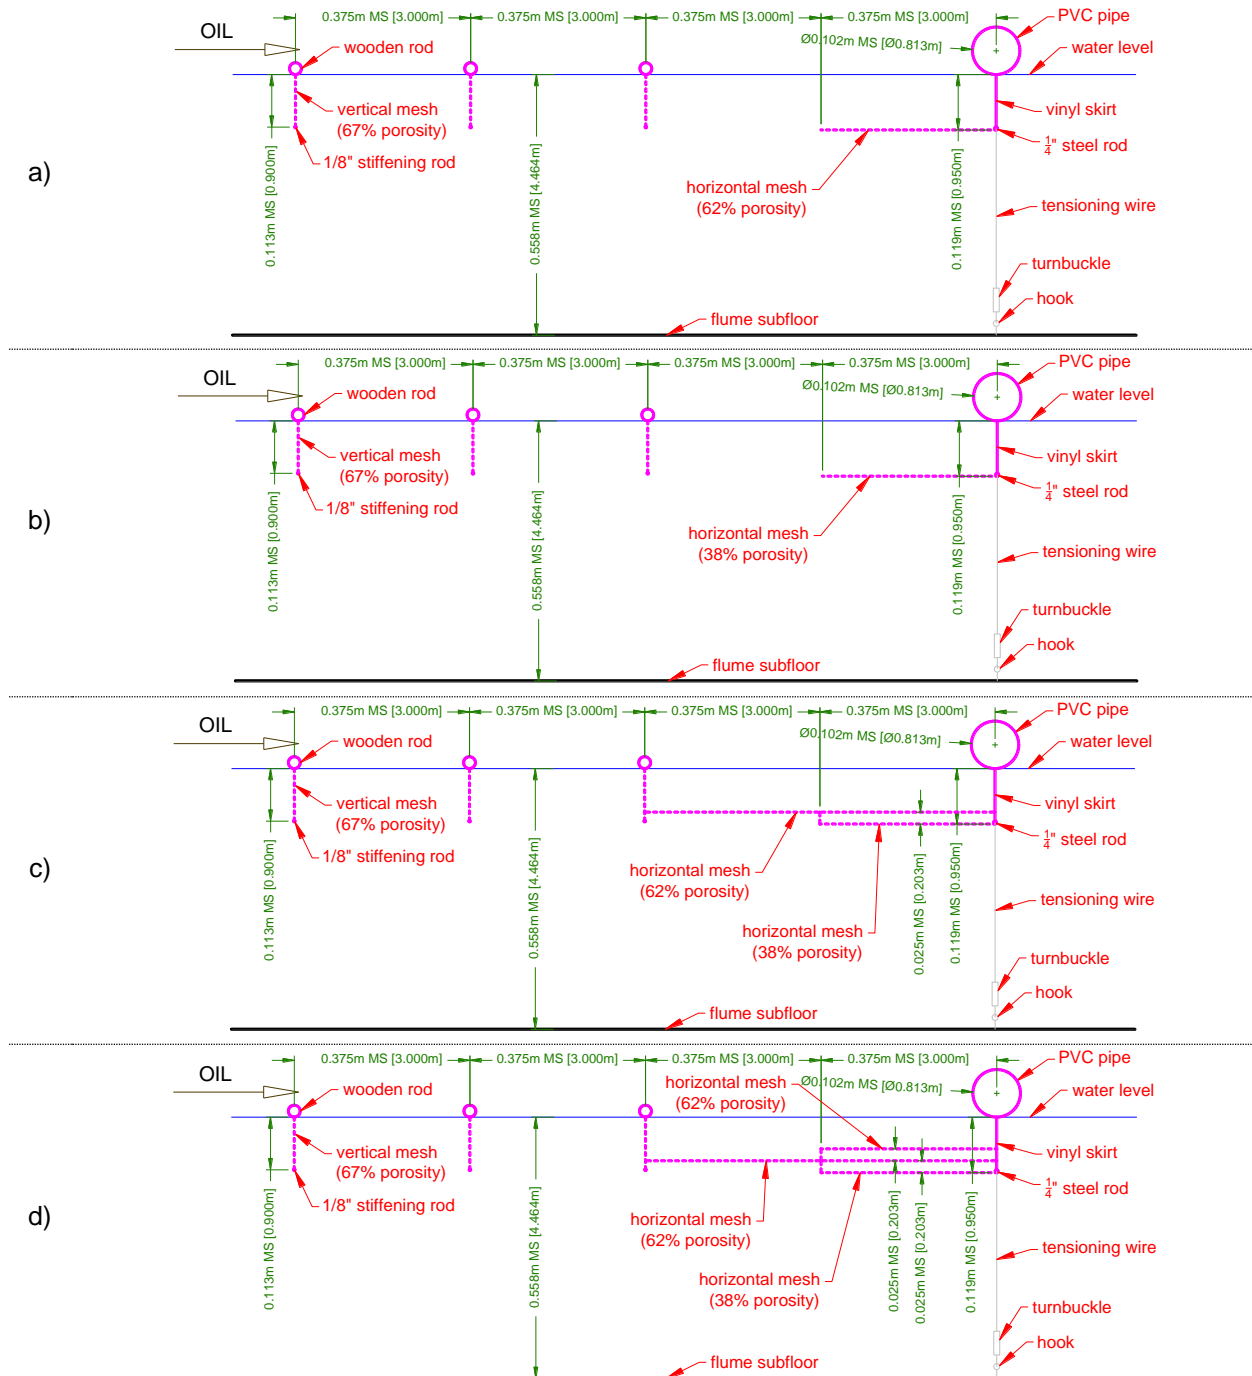 0.375m MS [3.000m] 0.375m MS [3.000m] 0.375m MS [3.000m] 0.375m MS [3.000m]
PVC pipe
OIL
wooden rod
Ø0.102m MS [Ø0.813m]
water level
vertical mesh
(67% porosity)
vinyl skirt
1/8" stiffening rod
1/4" steel rod
a)
0.113m MS [0.900m]
0.558m MS [4.464m]
horizontal mesh
(62% porosity)
0.119m MS [0.950m]
tensioning wire
turnbuckle
hook
flume subfloor
0.375m MS [3.000m] 0.375m MS [3.000m] 0.375m MS [3.000m] 0.375m MS [3.000m]
PVC pipe
OIL
wooden rod
Ø0.102m MS [Ø0.813m]
water level
vertical mesh
(67% porosity)
vinyl skirt
1/8" stiffening rod
1/4" steel rod
b)
0.113m MS [0.900m]
0.558m MS [4.464m]
horizontal mesh
(38% porosity)
0.119m MS [0.950m]
tensioning wire
turnbuckle
hook
flume subfloor
0.375m MS [3.000m] 0.375m MS [3.000m] 0.375m MS [3.000m] 0.375m MS [3.000m]
PVC pipe
OIL
wooden rod
Ø0.102m MS [Ø0.813m]
water level
vertical mesh
(67% porosity)
vinyl skirt
1/8" stiffening rod
1/4" steel rod
c)
0.113m MS [0.900m]
0.558m MS [4.464m]
horizontal mesh
(62% porosity)
horizontal mesh
(38% porosity)
0.025m MS [0.203m]
0.119m MS [0.950m]
tensioning wire
turnbuckle
hook
flume subfloor
0.375m MS [3.000m] 0.375m MS [3.000m] 0.375m MS [3.000m] 0.375m MS [3.000m]
PVC pipe
OIL
wooden rod
horizontal mesh
(62% porosity)
Ø0.102m MS [Ø0.813m]
water level
vertical mesh
(67% porosity)
vinyl skirt
1/8" stiffening rod
1/4" steel rod
d)
0.113m MS [0.900m]
0.558m MS [4.464m]
horizontal mesh
(62% porosity)
horizontal mesh
(38% porosity)
0.025m MS [0.203m]
0.025m MS [0.203m]
0.119m MS [0.950m]
tensioning wire
turnbuckle
hook
flume subfloor